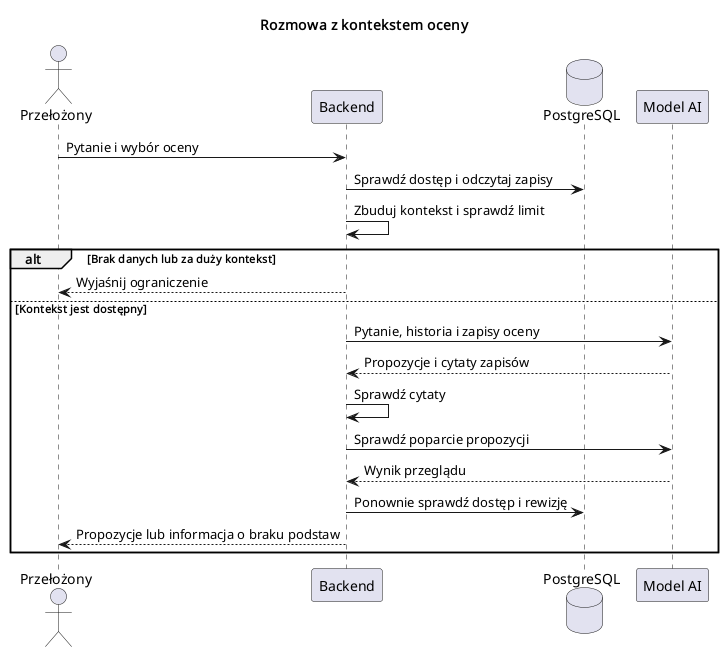 Rozmowa z kontekstem oceny
Przełożony
Backend
PostgreSQL
Model AI
Pytanie i wybór oceny
Sprawdź dostęp i odczytaj zapisy
Zbuduj kontekst i sprawdź limit
alt
[Brak danych lub za duży kontekst]
Wyjaśnij ograniczenie
[Kontekst jest dostępny]
Pytanie, historia i zapisy oceny
Propozycje i cytaty zapisów
Sprawdź cytaty
Sprawdź poparcie propozycji
Wynik przeglądu
Ponownie sprawdź dostęp i rewizję
Propozycje lub informacja o braku podstaw
Przełożony
Backend
PostgreSQL
Model AI